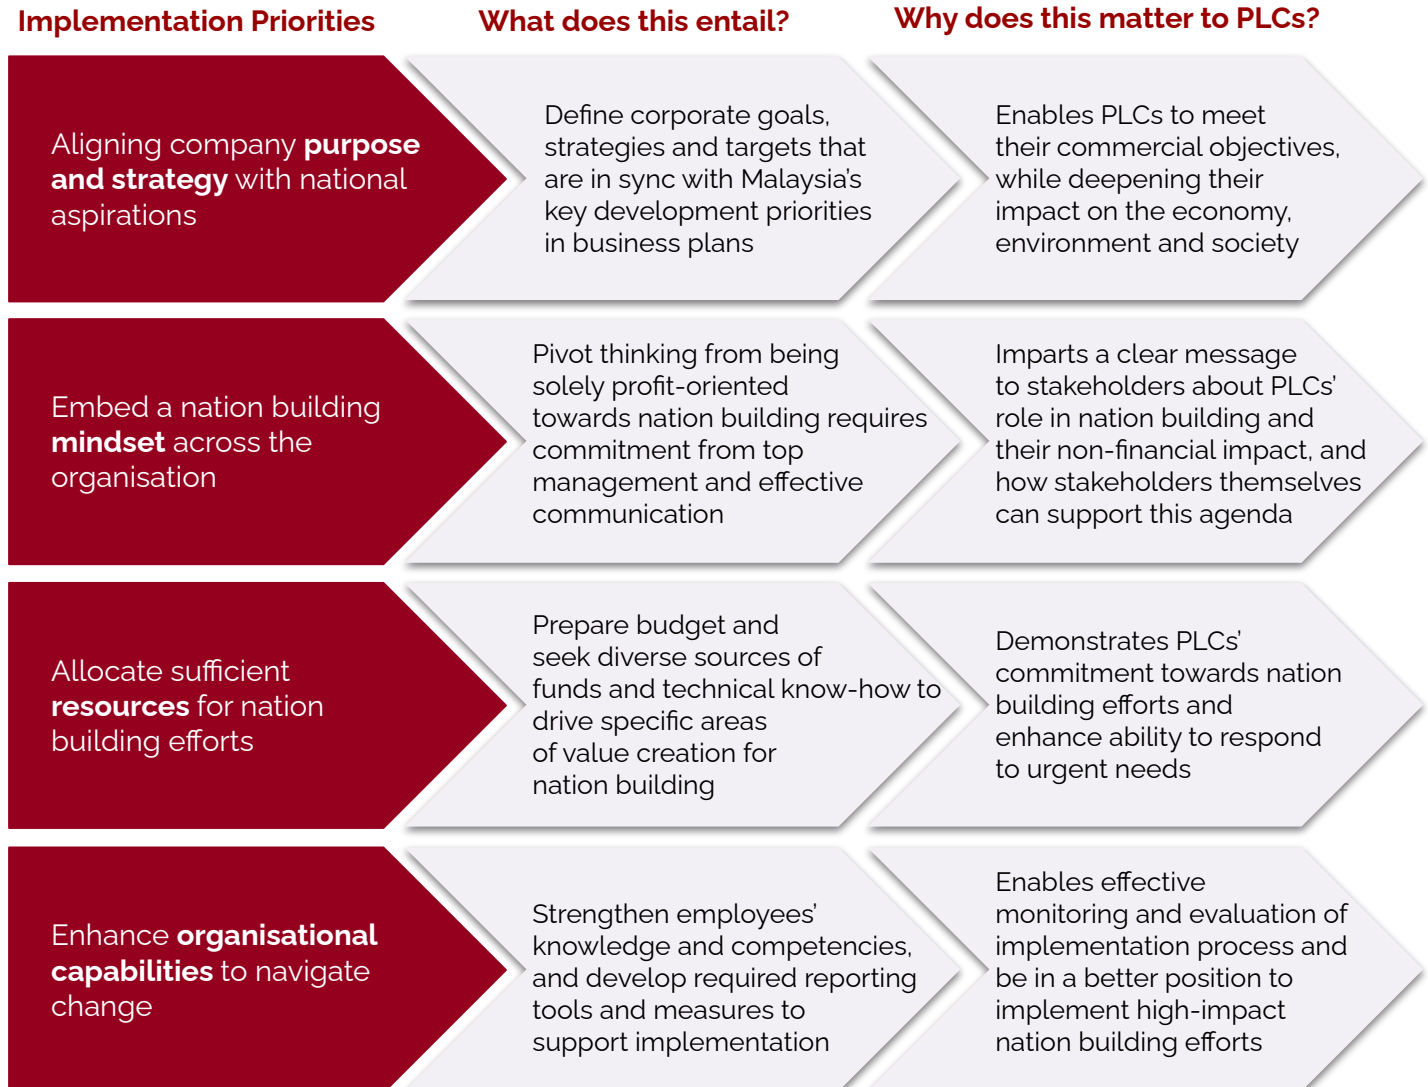 Implementation Priorities
What does this entail?
Why does this matter to PLCs?
Aligning company purpose
and strategy with national
aspirations
Define corporate goals,
strategies and targets that
are in sync with Malaysia's
key development priorities
in business plans
Enables PLCs to meet
their commercial objectives,
while deepening their
impact on the economy,
environment and society
Embed a nation building
mindset across the
organisation
Pivot thinking from being
solely profit-oriented
towards nation building requires
commitment from top
management and effective
communication
Imparts a clear message
to stakeholders about PLCs'
role in nation building and
their non-financial impact, and
how stakeholders themselves
can support this agenda
Allocate sufficient
resources for nation
building efforts
Prepare budget and
seek diverse sources of
funds and technical know-how to
drive specific areas
of value creation for
nation building
Demonstrates PLCs'
commitment towards nation
building efforts and
enhance ability to respond
to urgent needs
Enhance organisational
capabilities to navigate
change
Strengthen employees'
knowledge and competencies,
and develop required reporting
tools and measures to
support implementation
Enables effective
monitoring and evaluation of
implementation process and
be in a better position to
implement high-impact
nation building efforts